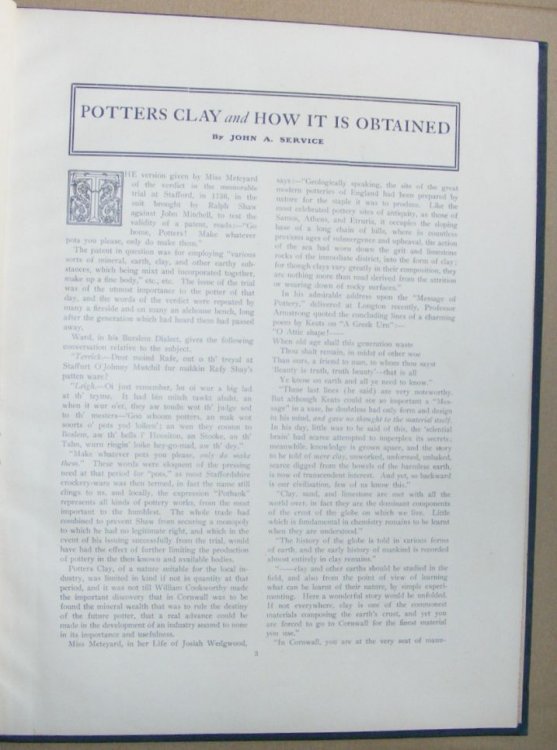 POTTERS CLAY and HOW IT IS OBTAINED
By JOHN A. SERVICE
THE version given by Miss Meteyard
of the verdict in the memorable
trial at Stafford, in 1736, in the
suit brought by Ralph Shaw
against John Mitchell, to test the
validity of a patent, reads:—"Go
home, Potters! Make whatever
pots you please, only do make them."
The patent in question was for employing "various
sorts of mineral, earth, clay, and other earthy sub-
stances, which being mixt and incorporated together,
make up a fine body," etc., etc. The issue of the trial
was of the utmost importance to the potter of that
day, and the words of the verdict were repeated by
many a fireside and on many an alehouse bench, long
after the generation which had heard them had passed
away.
Ward, in his Burslem Dialect, gives the following
conversation relative to the subject.
"Terrick—Dost moind Rafe, owt o th' treyal at
Staffurt O'Johnny Mutchil fur makkin Rafy Shay's
patten ware?
"Leigh—Oi just remember, bu oi wur a big lad
at th' teyme. It had bin mitch tawkt abaht, an
when it wur o'er, they aw tondn wot th' judge sed
to th' mesters—'Gua whoam potters, an mak wot
soorts o' pots yoi loiken'; an wen they coomn to
Boslem, aw th' bells i' Hoositon, an Stooke, an th'
Tahn, wurn ringin' loike hey-go-mad, aw th' dey."
"Make whatever pots you please, only do make
them." These words were eloquent of the pressing
need at that period for "pots," as most Staffordshire
crockery-ware was then termed, in fact the name still
clings to us, and locally, the expression "Potbank"
represents all kinds of pottery works, from the most
important to the humblest. The whole trade had
combined to prevent Shaw from securing a monopoly
to which he had no legitimate right, and which in the
event of his issuing successfully from the trial, would
have had the effect of further limiting the production
of pottery in the then known and available bodies.
Potters Clay, of a nature suitable for the local in-
dustry, was limited in kind if not in quantity at that
period, and it was not till William Cookworthy made
the important discovery that in Cornwall was to be
found the mineral wealth that was to rule the destiny
of the future potter, that a real advance could be
made in the development of an industry second to none
in its importance and usefulness.
Miss Meteyard, in her Life of Josiah Wedgwood,
says:—"Geologically speaking, the site of the great
modern potteries of England had been prepared by
nature for the staple it was to produce. Like the
most celebrated pottery sites of antiquity, as those of
Samos, Athens, and Etruria, it occupies the sloping
base of a long chain of hills, where in countless
previous ages of submergence and upheaval, the action
of the sea had worn down the grit and limestone
rocks of the immediate district, into the form of clay;
for though clays vary greatly in their composition, they
are nothing more than mud derived from the attrition
or wearing down of rocky surfaces."
In his admirable address upon the "Message of
Pottery," delivered at Longton recently, Professor
Armstrong quoted the concluding lines of a charming
poem by Keats on "A Greek Urn":—
"O Attic shape!——
When old age shall this generation waste
Thou shalt remain, in midst of other woe
Than ours, a friend to man, to whom thou sayst
'Beauty is truth, truth beauty'—that is all
Ye know on earth and all ye need to know."
"These last lines (he said) are very noteworthy.
But although Keats could see so important a "Mes-
sage" in a vase, he doubtless had only form and design
in his mind, and gave no thought to the material itself.
In his day, little was to be said of this, the 'celestial
brain' had scarce attempted to unperplex its secrets;
meanwhile, knowledge is grown apace, and the story
to be told of mere clay, unworked, unformed, unbaked,
scarce digged from the bowels of the harmless earth,
is now of transcendent interest. And yet, so backward
is our civilisation, few of us know this."
"Clay, sand, and limestone are met with all the
world over, in fact they are the dominant components
of the crust of the globe on which we live. Little
which is fundamental in chemistry remains to be learnt
when they are understood."
"The history of the globe is told in various forms
of earth, and the early history of mankind is recorded
almost entirely in clay remains."
"——clay and other earths should be studied in the
field, and also from the point of view of learning
what can be learnt of their nature, by simple experi-
menting. Here a wonderful story would be unfolded.
If not everywhere, clay is one of the commonest
materials composing the earth's crust, and yet you
are forced to go to Cornwall for the finest material
you use."
"In Cornwall, you are at the very seat of manu-
3